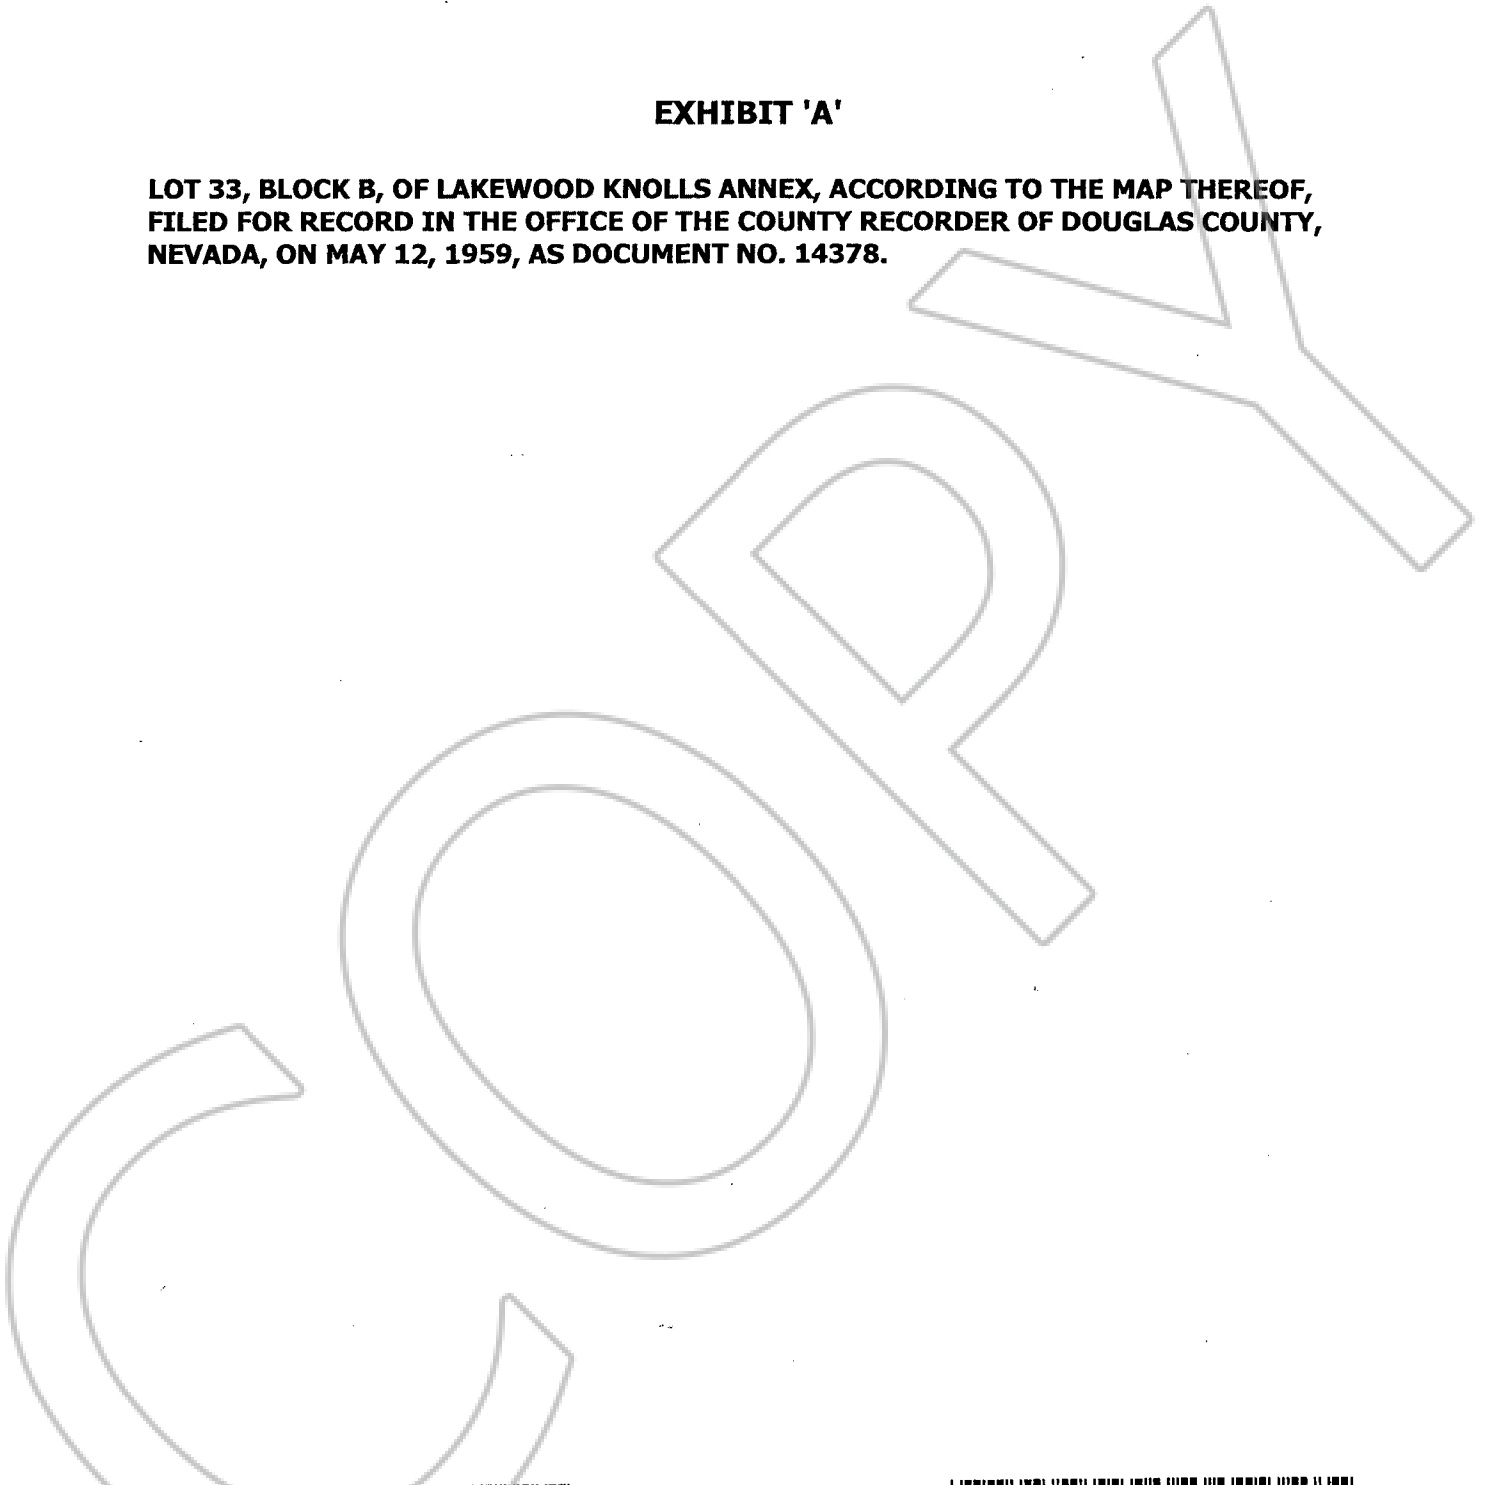 EXHIBIT 'A'
LOT 33, BLOCK B, OF LAKEWOOD KNOLLS ANNEX, ACCORDING TO THE MAP THEREOF,
FILED FOR RECORD IN THE OFFICE OF THE COUNTY RECORDER OF DOUGLAS COUNTY,
NEVADA, ON MAY 12, 1959, AS DOCUMENT NO. 14378.
COPY